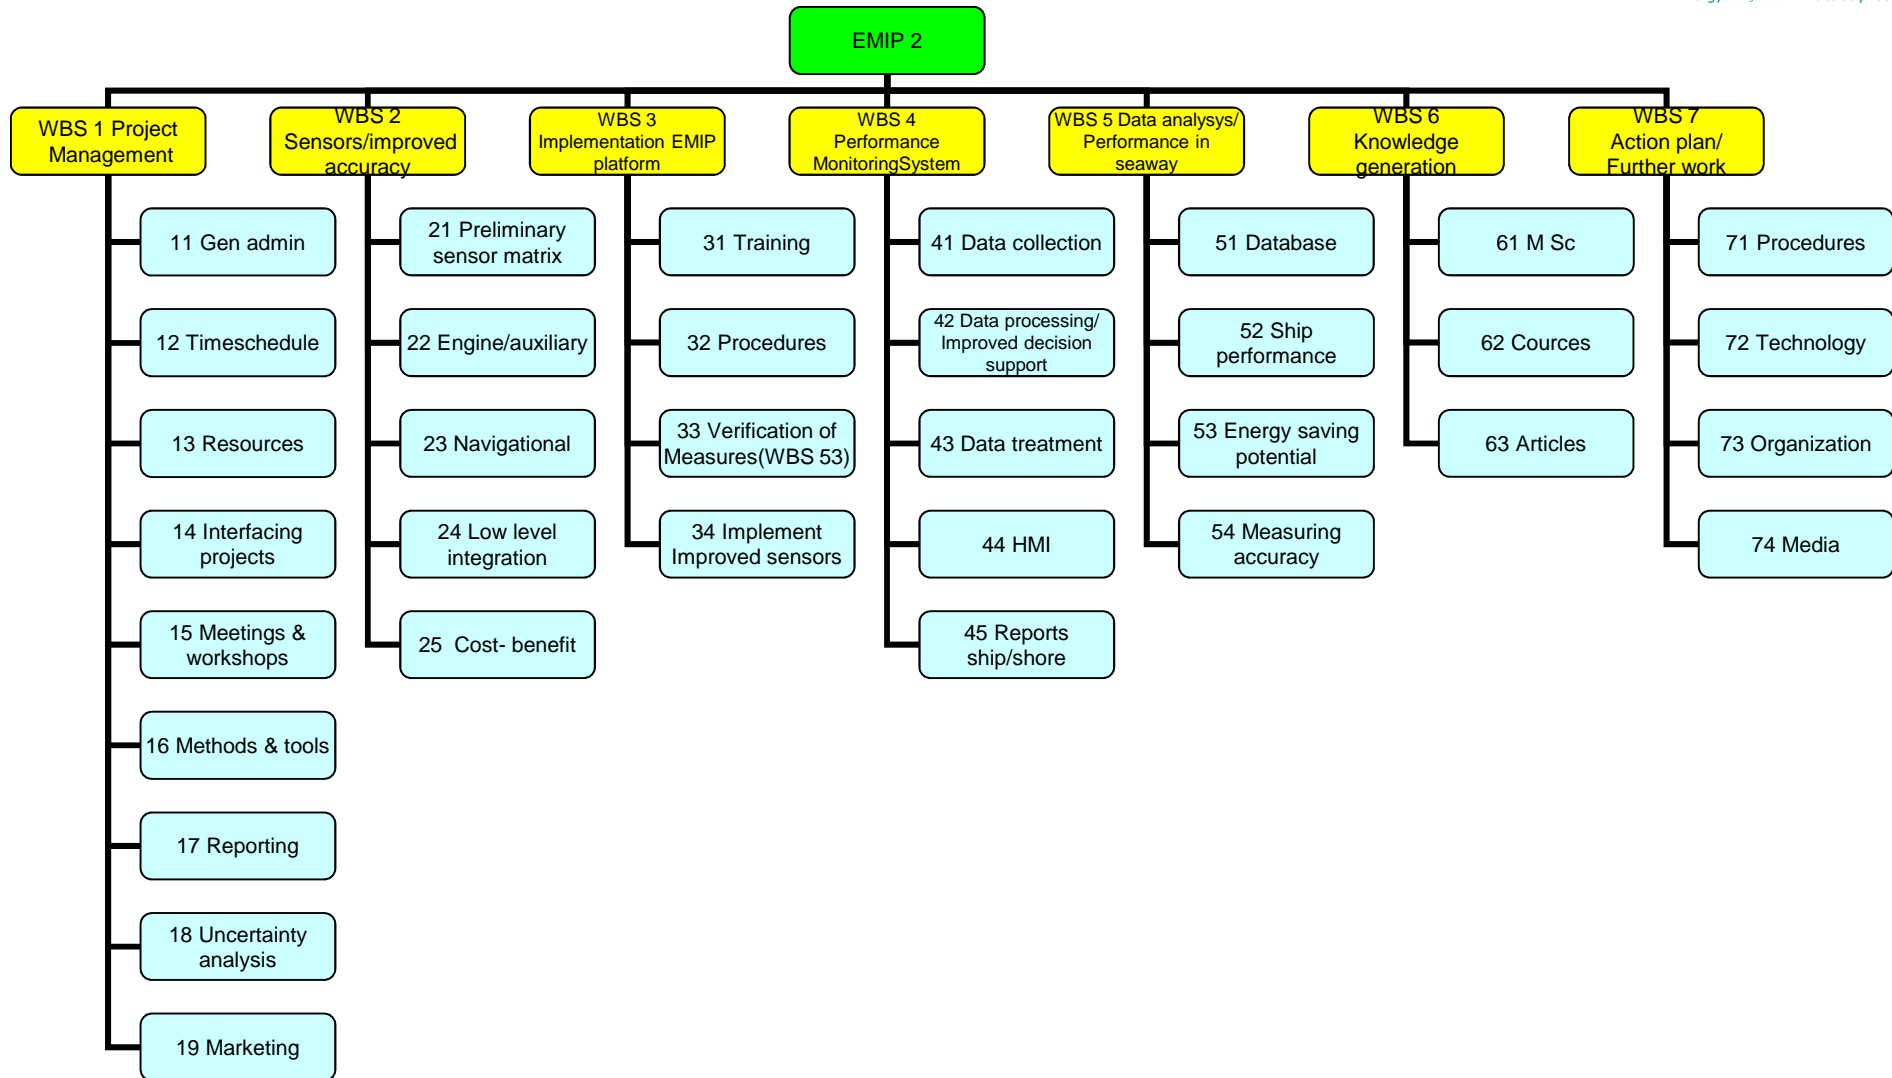 EMIP 2
WBS 1 Project
Management
WBS 2
Sensors/improved
accuracy
WBS 3
Implementation EMIP
platform
WBS 4
Performance
MonitoringSystem
WBS 5 Data analysys/
Performance in
seaway
WBS 6
Knowledge
generation
WBS 7
Action plan/
Further work
11 Gen admin
12 Timeschedule
13 Resources
14 Interfacing
projects
15 Meetings &
workshops
16 Methods & tools
17 Reporting
18 Uncertainty
analysis
19 Marketing
21 Preliminary
sensor matrix
22 Engine/auxiliary
23 Navigational
24 Low level
integration
25 Cost- benefit
31 Training
32 Procedures
33 Verification of
Measures(WBS 53)
34 Implement
Improved sensors
41 Data collection
42 Data processing/
Improved decision
support
43 Data treatment
44 HMI
45 Reports
ship/shore
51 Database
52 Ship
performance
53 Energy saving
potential
54 Measuring
accuracy
61 M Sc
62 Cources
63 Articles
71 Procedures
72 Technology
73 Organization
74 Media